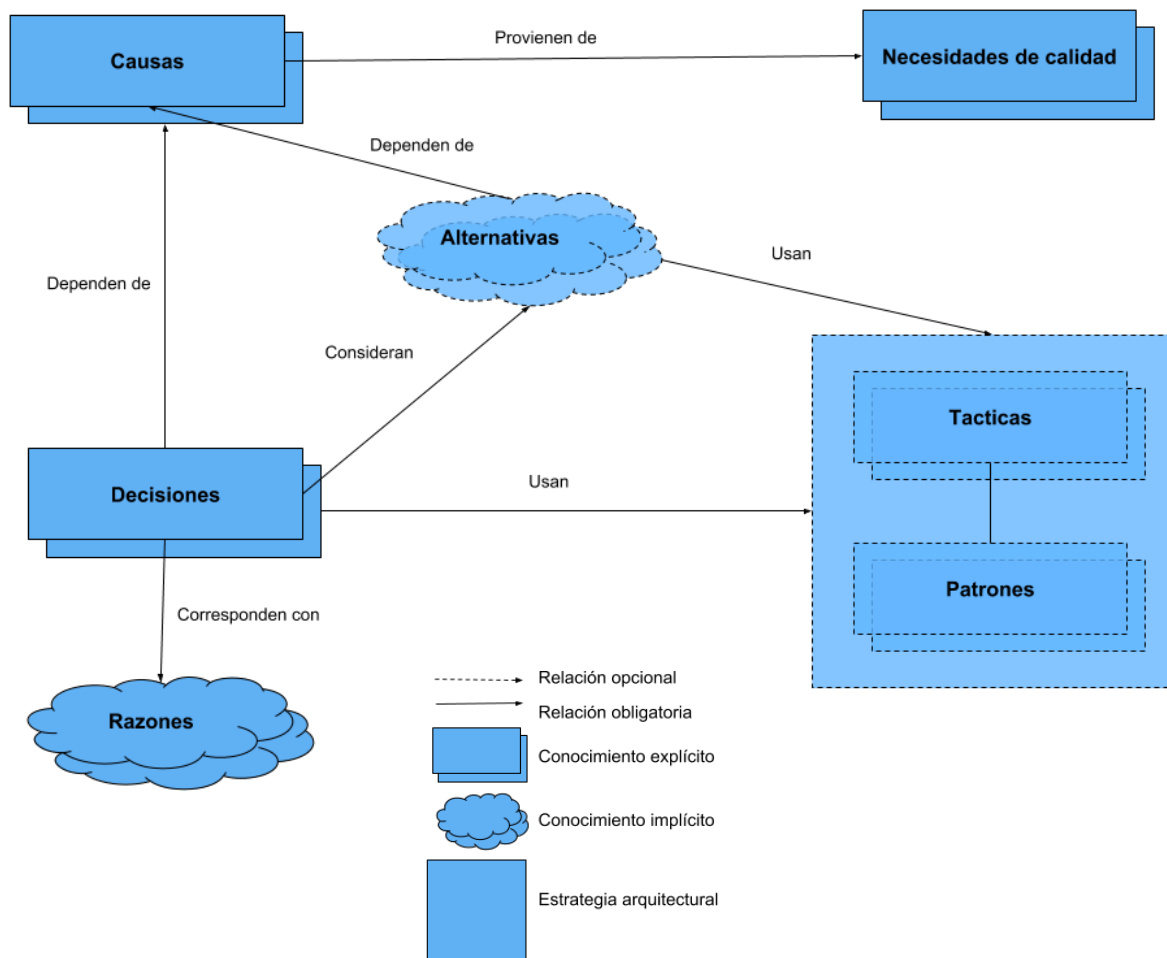 Causas
Provienen de
Necesidades de calidad
Dependen de
Alternativas
Usan
Dependen de
Consideran
Tacticas
Decisiones
Usan
Patrones
Corresponden con
Razones
Relación opcional
Relación obligatoria
Conocimiento explícito
Conocimiento implícito
Estrategia arquitectural